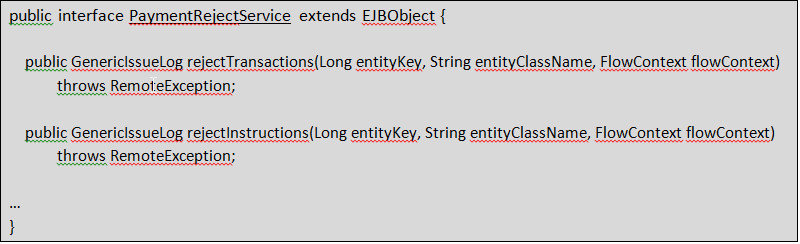 public interface PaymentRejectService extends EJBObject {
public GenericIssueLog rejectTransactions(Long entityKey, String entityClassName, FlowContext flowContext)
throws RemoteException;
public GenericIssueLog rejectInstructions(Long entityKey, String entityClassName, FlowContext flowContext)
throws RemoteException;
...
}